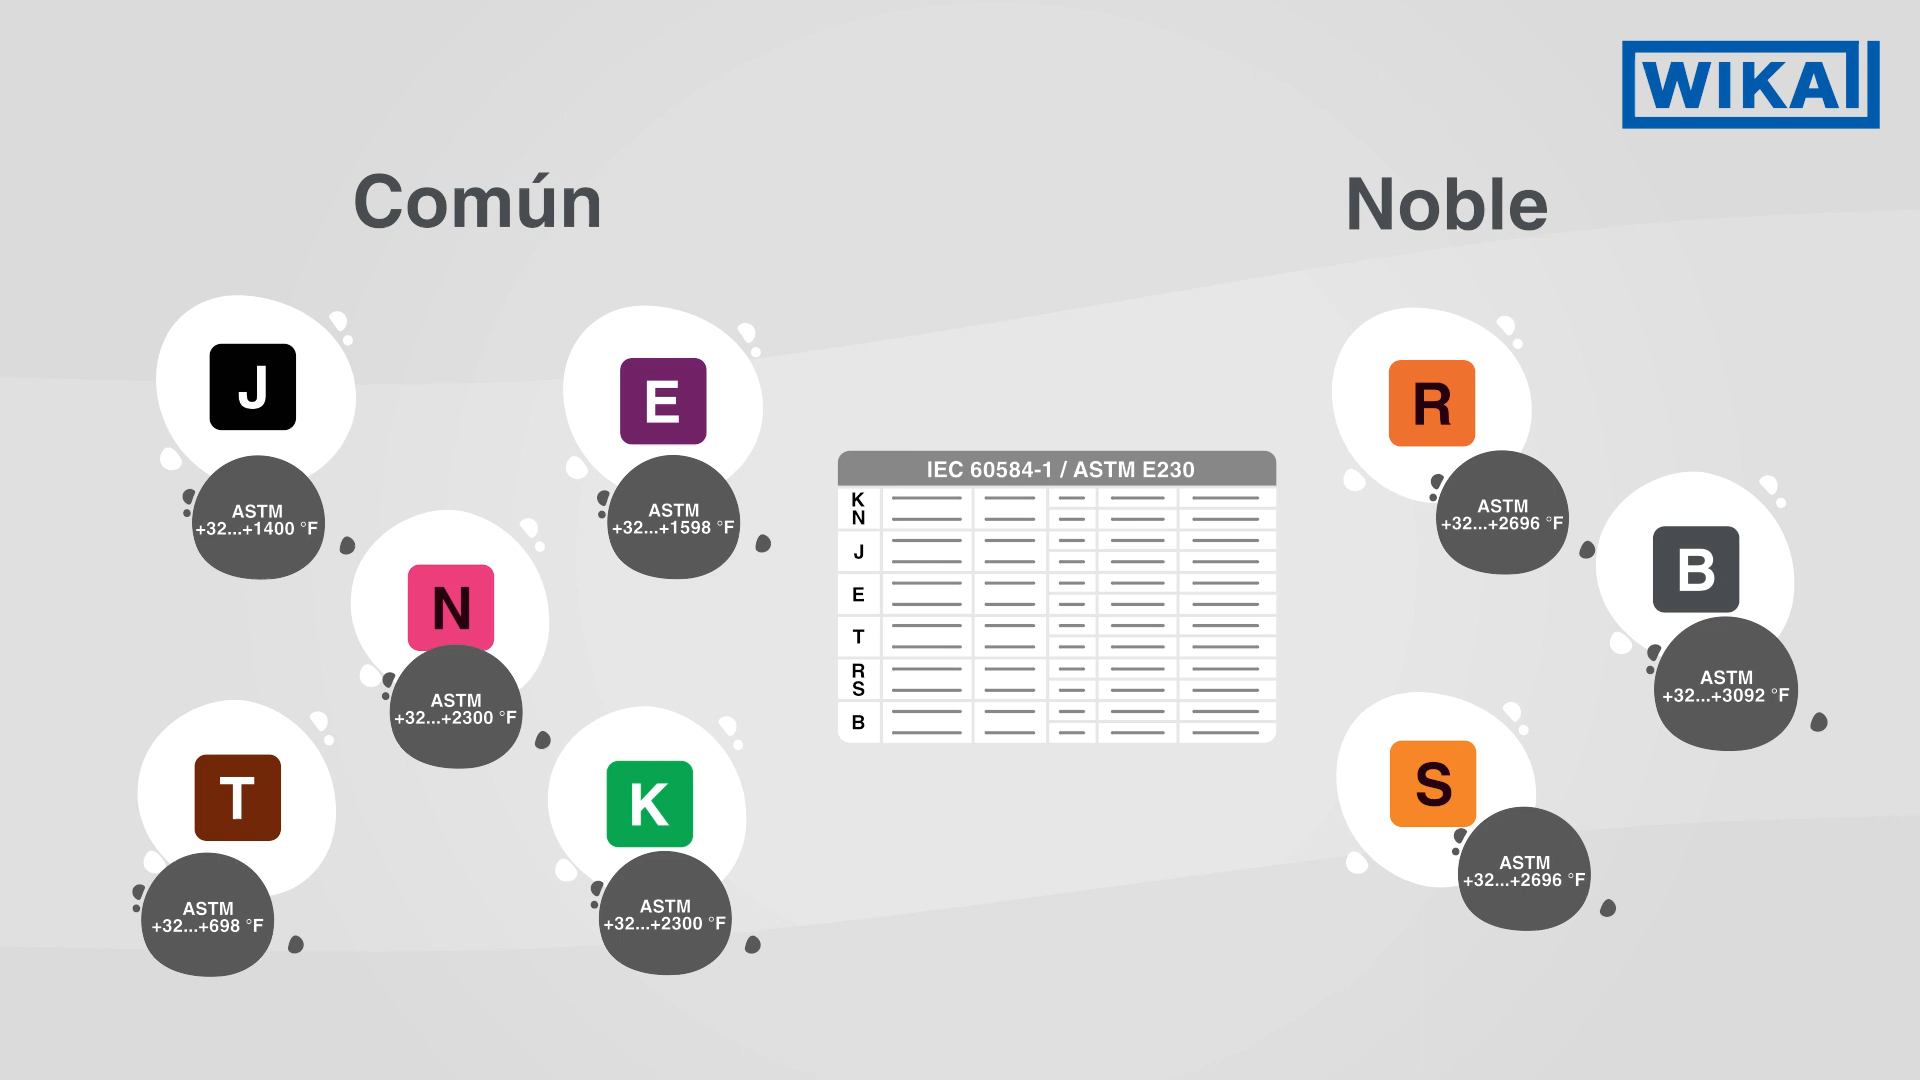 WIKAI
Común
Noble
J
ASTM
+32...+1400 °F
E
ASTM
+32...+1598 °F
N
ASTM
+32...+2300 °F
T
ASTM
+32...+698 °F
K
ASTM
+32...+2300 °F
IEC 60584-1 / ASTM E230
K
N
J
E
T
R
S
B
R
ASTM
+32...+2696 °F
B
ASTM
+32...+3092 °F
S
ASTM
+32...+2696 °F